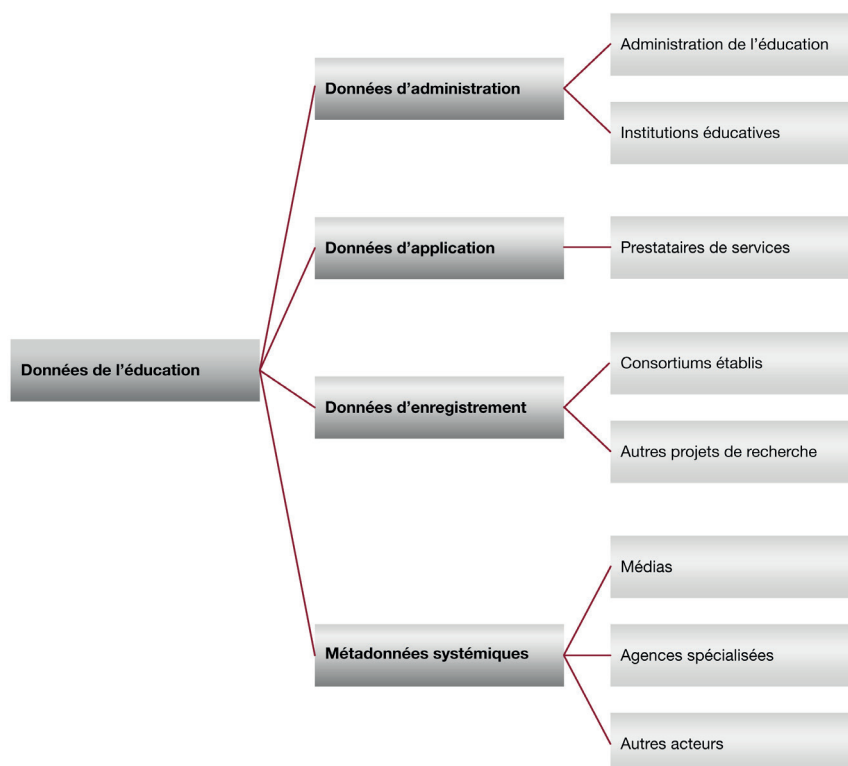 Données de l’éducation
Données d’administration
Administration de l’éducation
Institutions éducatives
Données d’application
Prestataires de services
Données d’enregistrement
Consortiums établis
Autres projets de recherche
Métadonnées systémiques
Médias
Agences spécialisées
Autres acteurs